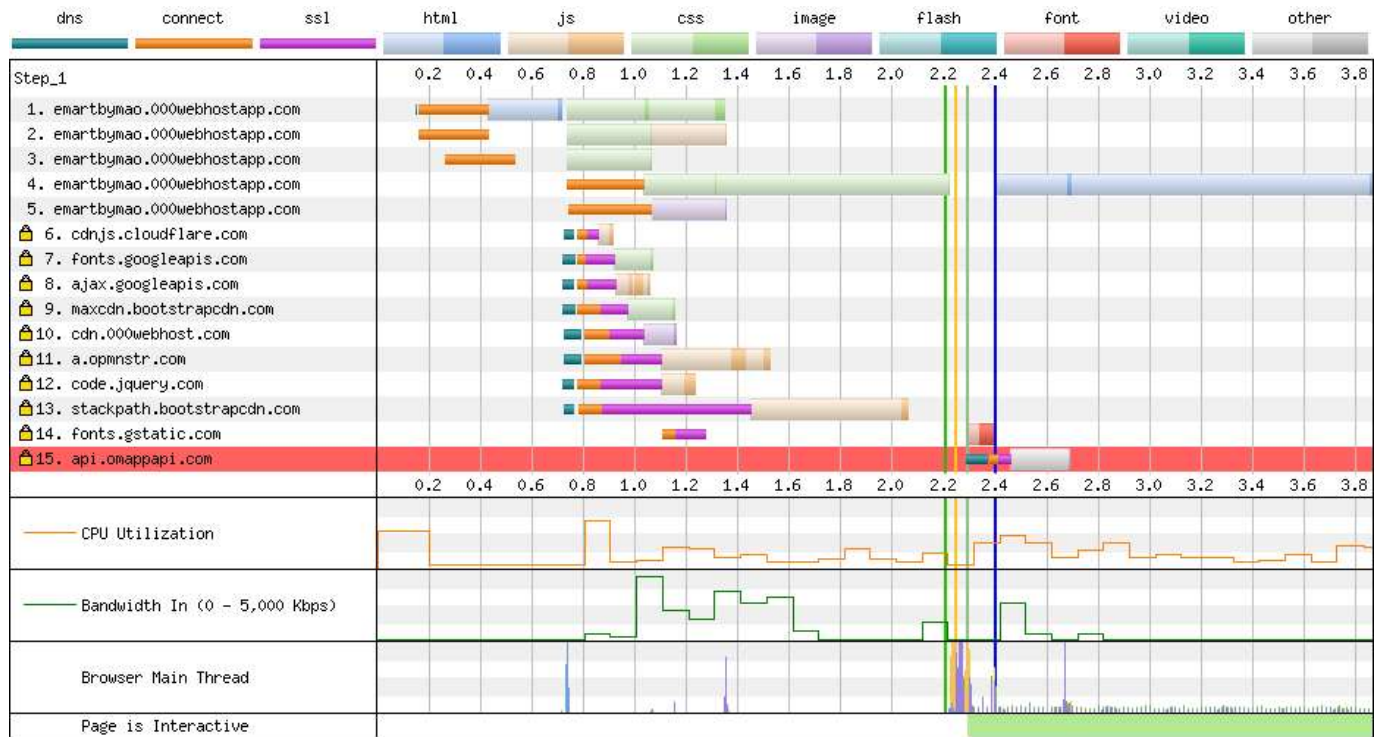 dns connect ssl html js css image flash font video other
Step_1 0.2 0.4 0.6 0.8 1.0 1.2 1.4 1.6 1.8 2.0 2.2 2.4 2.6 2.8 3.0 3.2 3.4 3.6 3.8
1. emartbymao.000webhostapp.com
2. emartbymao.000webhostapp.com
3. emartbymao.000webhostapp.com
4. emartbymao.000webhostapp.com
5. emartbymao.000webhostapp.com
6. cdnjs.cloudflare.com
7. fonts.googleapis.com
8. ajax.googleapis.com
9. maxcdn.bootstrapcdn.com
10. cdn.000webhost.com
11. a.opmnstr.com
12. code.jquery.com
13. stackpath.bootstrapcdn.com
14. fonts.gstatic.com
15. api.omappapi.com
0.2 0.4 0.6 0.8 1.0 1.2 1.4 1.6 1.8 2.0 2.2 2.4 2.6 2.8 3.0 3.2 3.4 3.6 3.8
CPU Utilization
Bandwidth In (0 - 5,000 Kbps)
Browser Main Thread
Page is Interactive